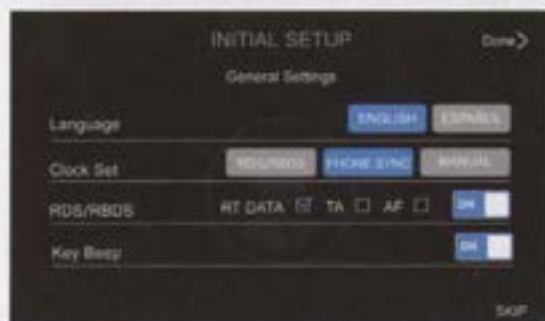 INITIAL SETUP Done>
General Settings
Language ENGLISH ESPAÑOL
Clock Set RDS/RBDS PHONE SYNC MANUAL
RDS/RBDS RT DATA TA AF ON
Key Beep ON
SKIP